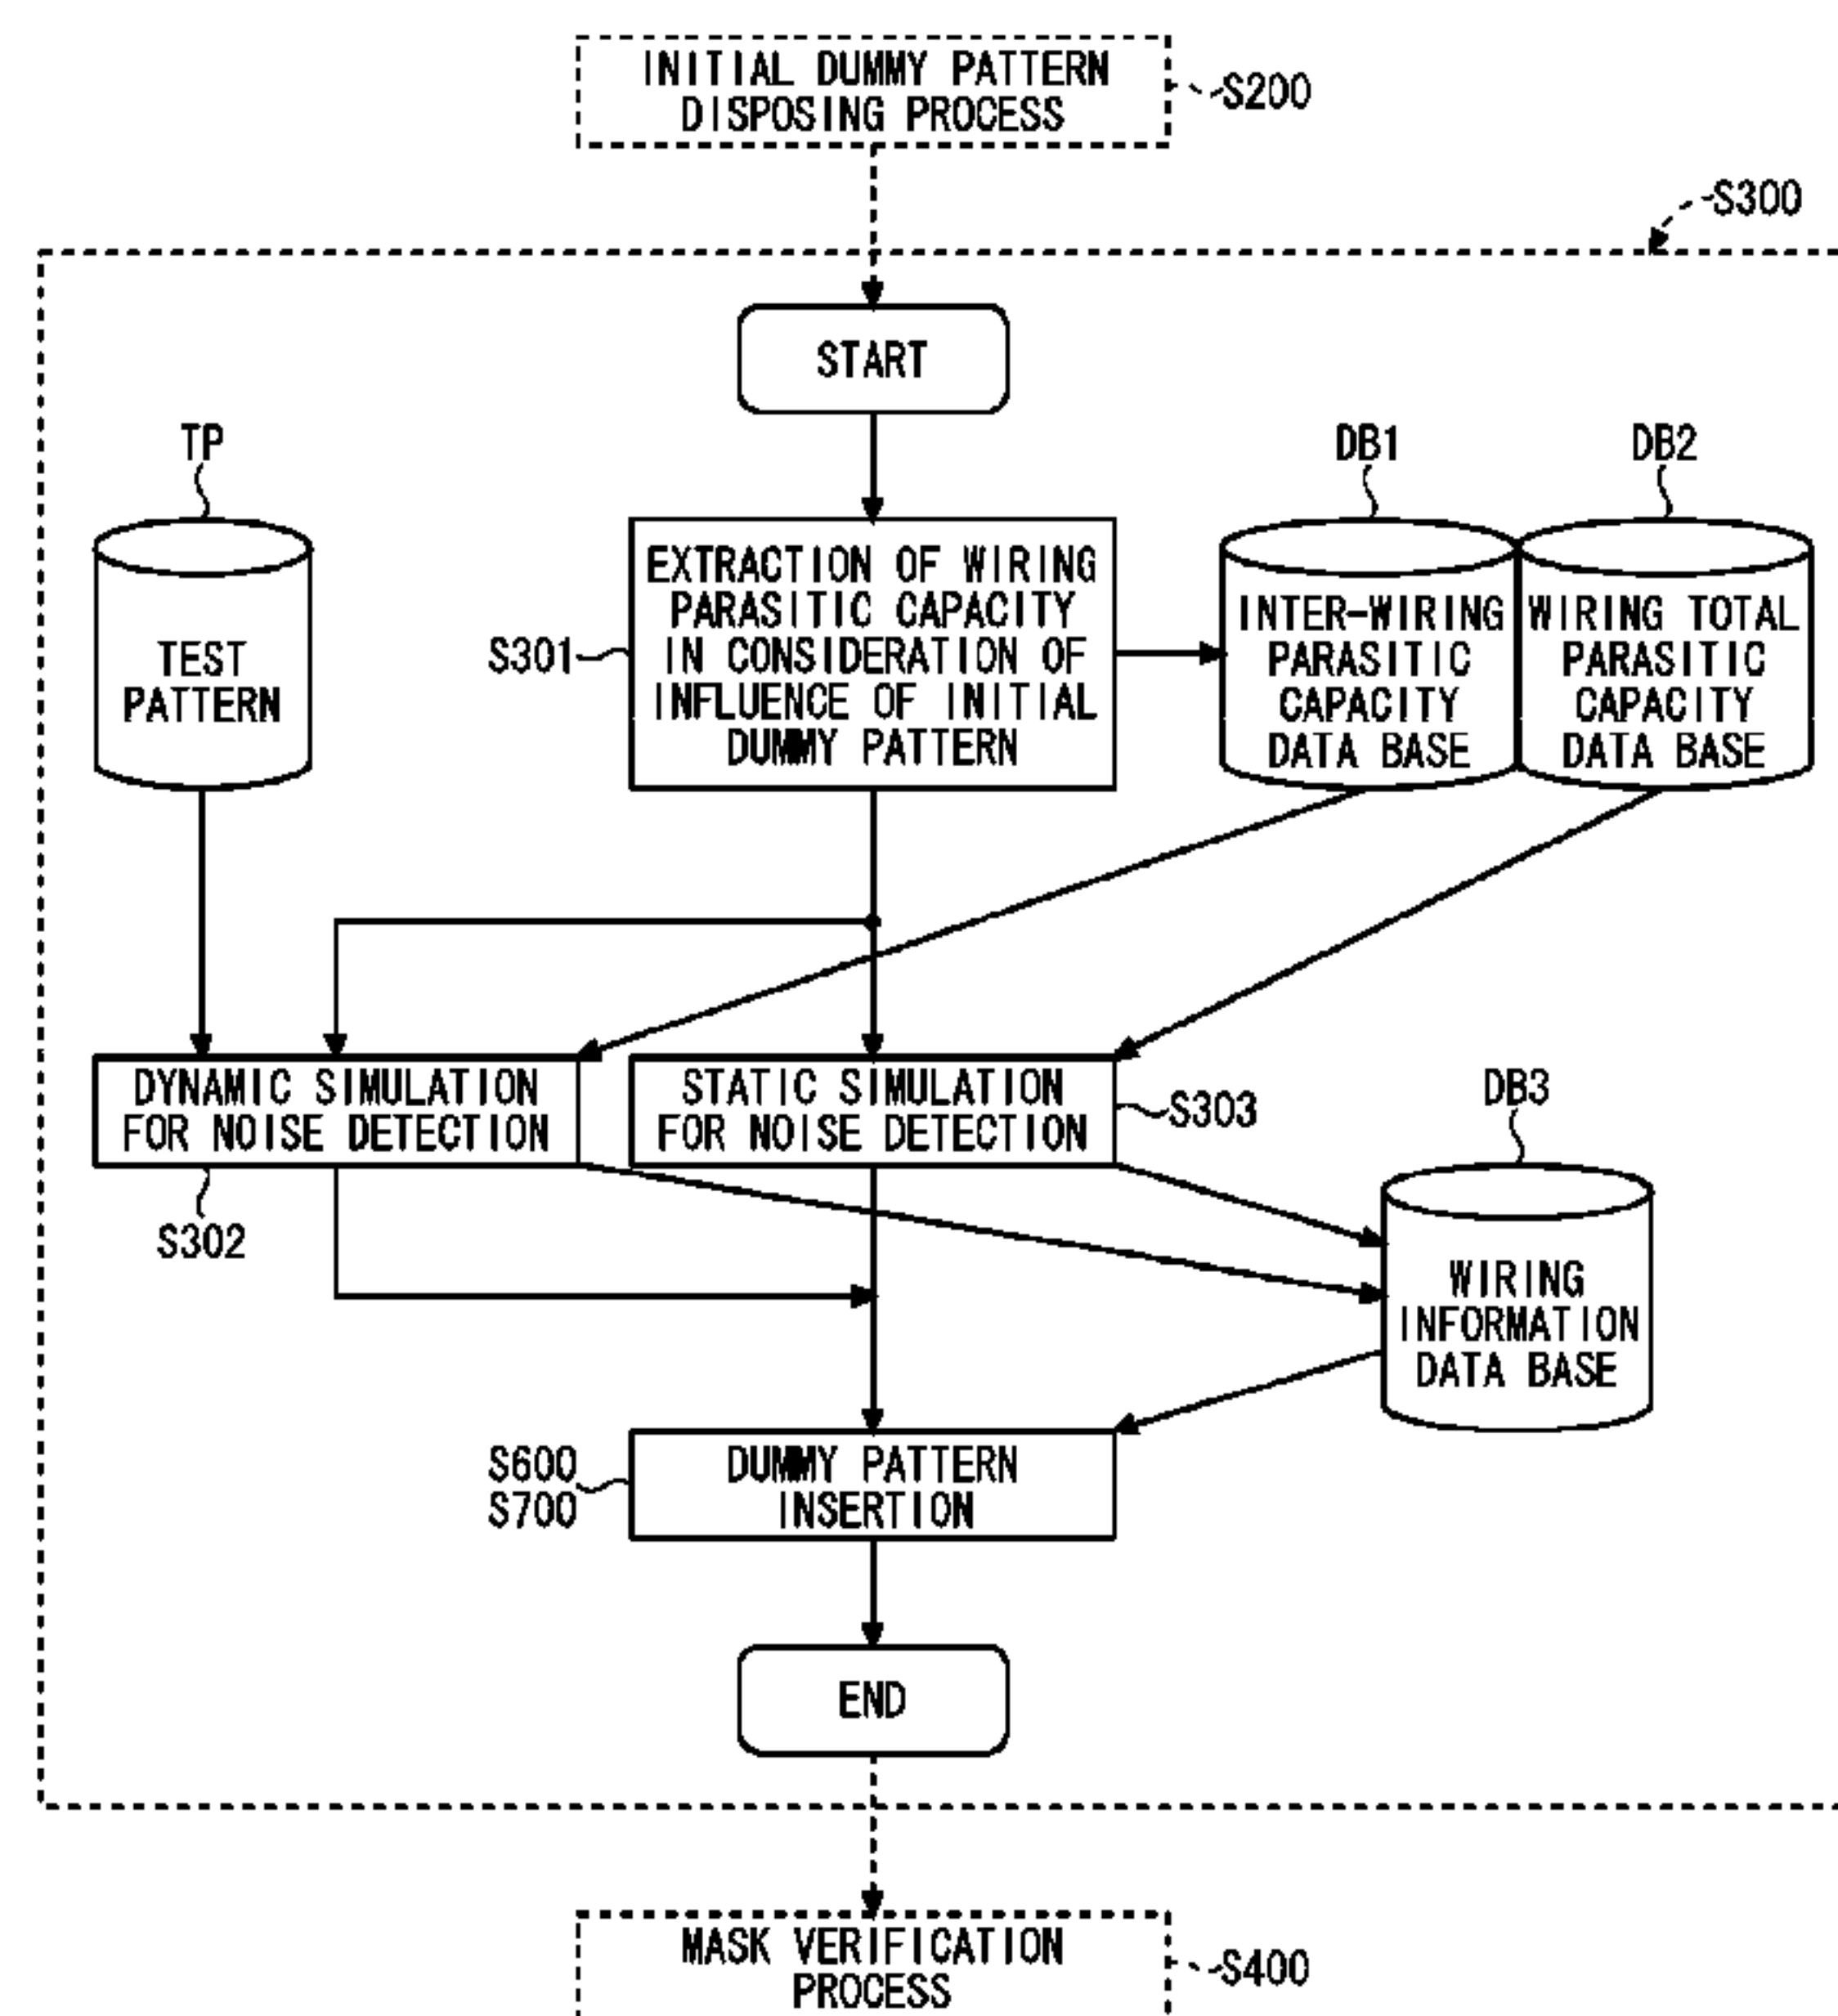 INITIAL DUMMY PATTERN
DISPOSING PROCESS
S200
S300
START
TP
DB1
DB2
TEST
PATTERN
S301
EXTRACTION OF WIRING
PARASITIC CAPACITY
IN CONSIDERATION OF
INFLUENCE OF INITIAL
DUMMY PATTERN
INTER-WIRING
PARASITIC
CAPACITY
DATA BASE
WIRING TOTAL
PARASITIC
CAPACITY
DATA BASE
DYNAMIC SIMULATION
FOR NOISE DETECTION
S302
STATIC SIMULATION
FOR NOISE DETECTION
S303
DB3
WIRING
INFORMATION
DATA BASE
S600
S700
DUMMY PATTERN
INSERTION
END
MASK VERIFICATION
PROCESS
S400